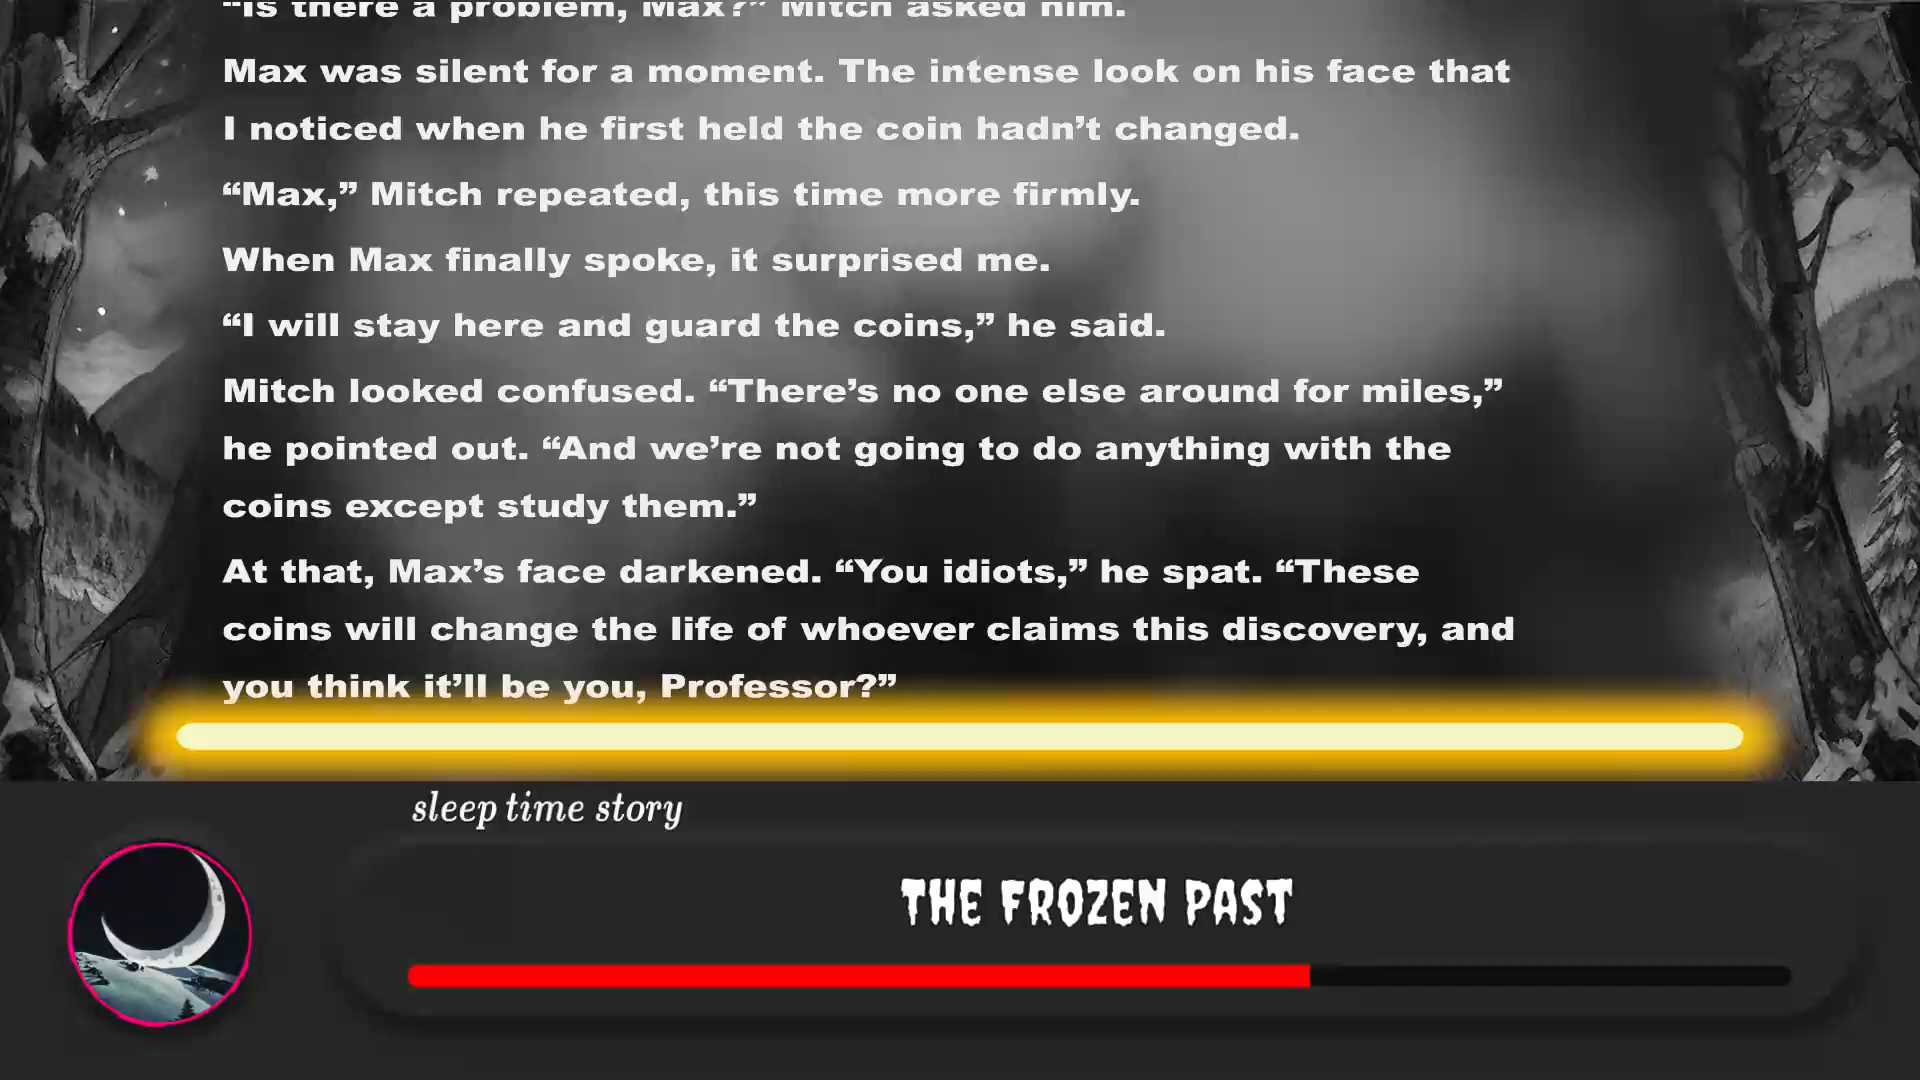 “Is there a problem, Max?” Mitch asked him.
Max was silent for a moment. The intense look on his face that
I noticed when he first held the coin hadn’t changed.
“Max,” Mitch repeated, this time more firmly.
When Max finally spoke, it surprised me.
“I will stay here and guard the coins,” he said.
Mitch looked confused. “There’s no one else around for miles,”
he pointed out. “And we’re not going to do anything with the
coins except study them.”
At that, Max’s face darkened. “You idiots,” he spat. “These
coins will change the life of whoever claims this discovery, and
you think it’ll be you, Professor?”
sleep time story
THE FROZEN PAST